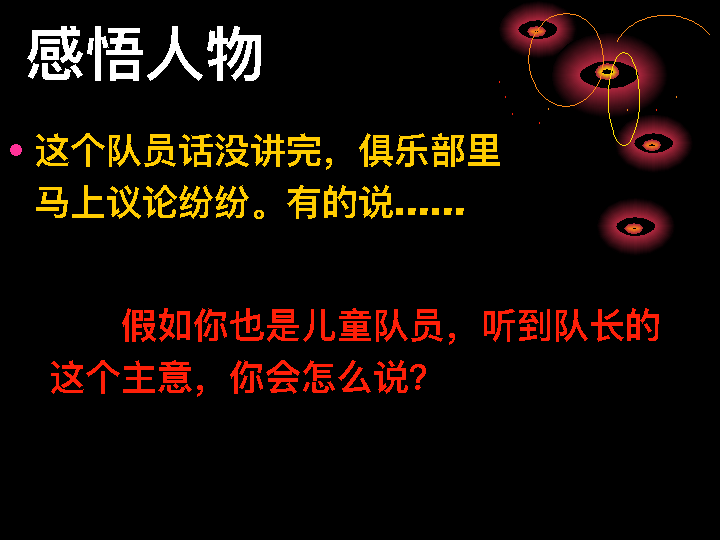 感悟人物
•这个队员话没讲完，俱乐部里
马上议论纷纷。有的说……
假如你也是儿童队员，听到队长的
这个主意，你会怎么说？